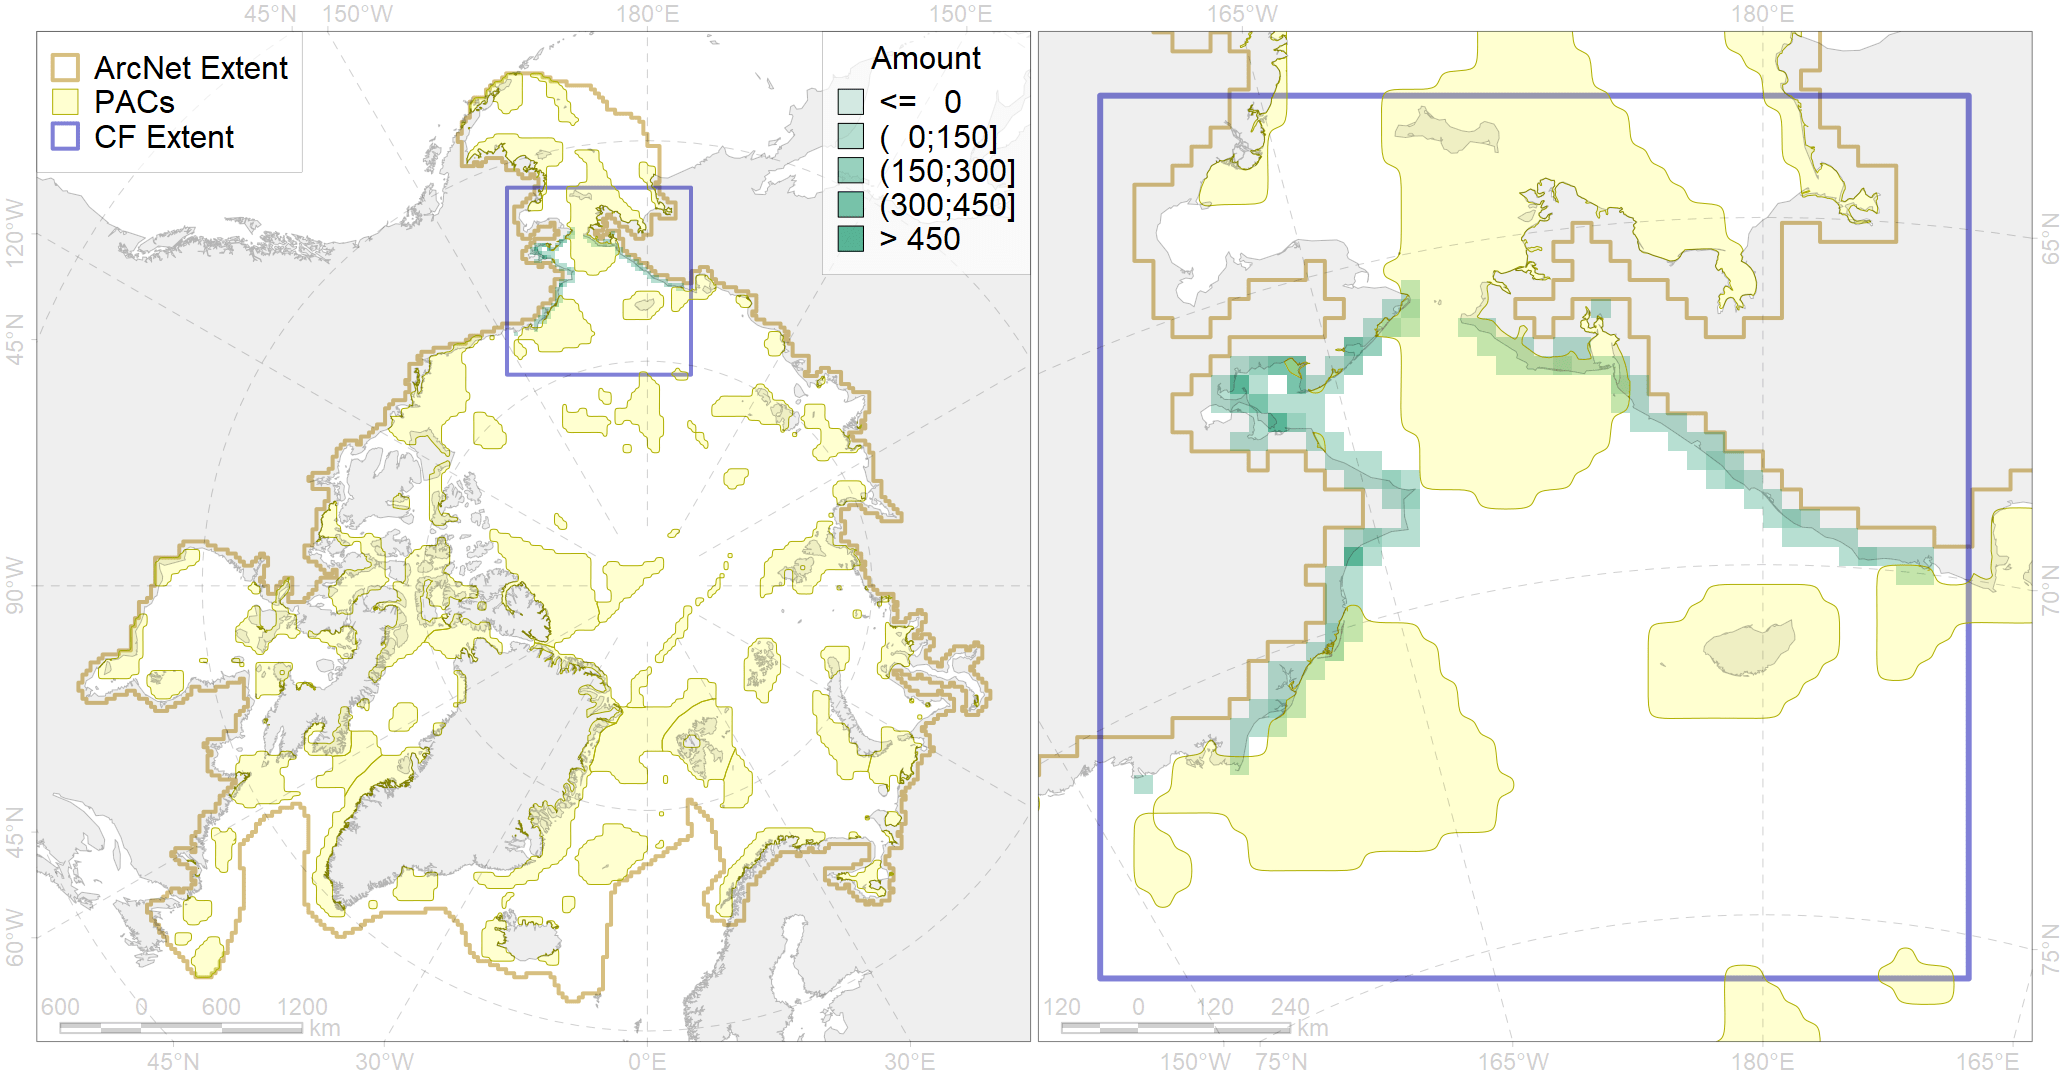 45°N 150°W 180°E 150°E 165°W 180°E
ArcNet Extent
PACs
CF Extent
Amount
<= 0
( 0;150]
(150;300]
(300;450]
> 450
120°W
45°N
90°W
45°N
60°W
65°N
70°N
75°N
600 0 600 1200
km
120 0 120 240
km
45°N 30°W 0°E 30°E 150°W 75°N 165°W 180°E 165°E